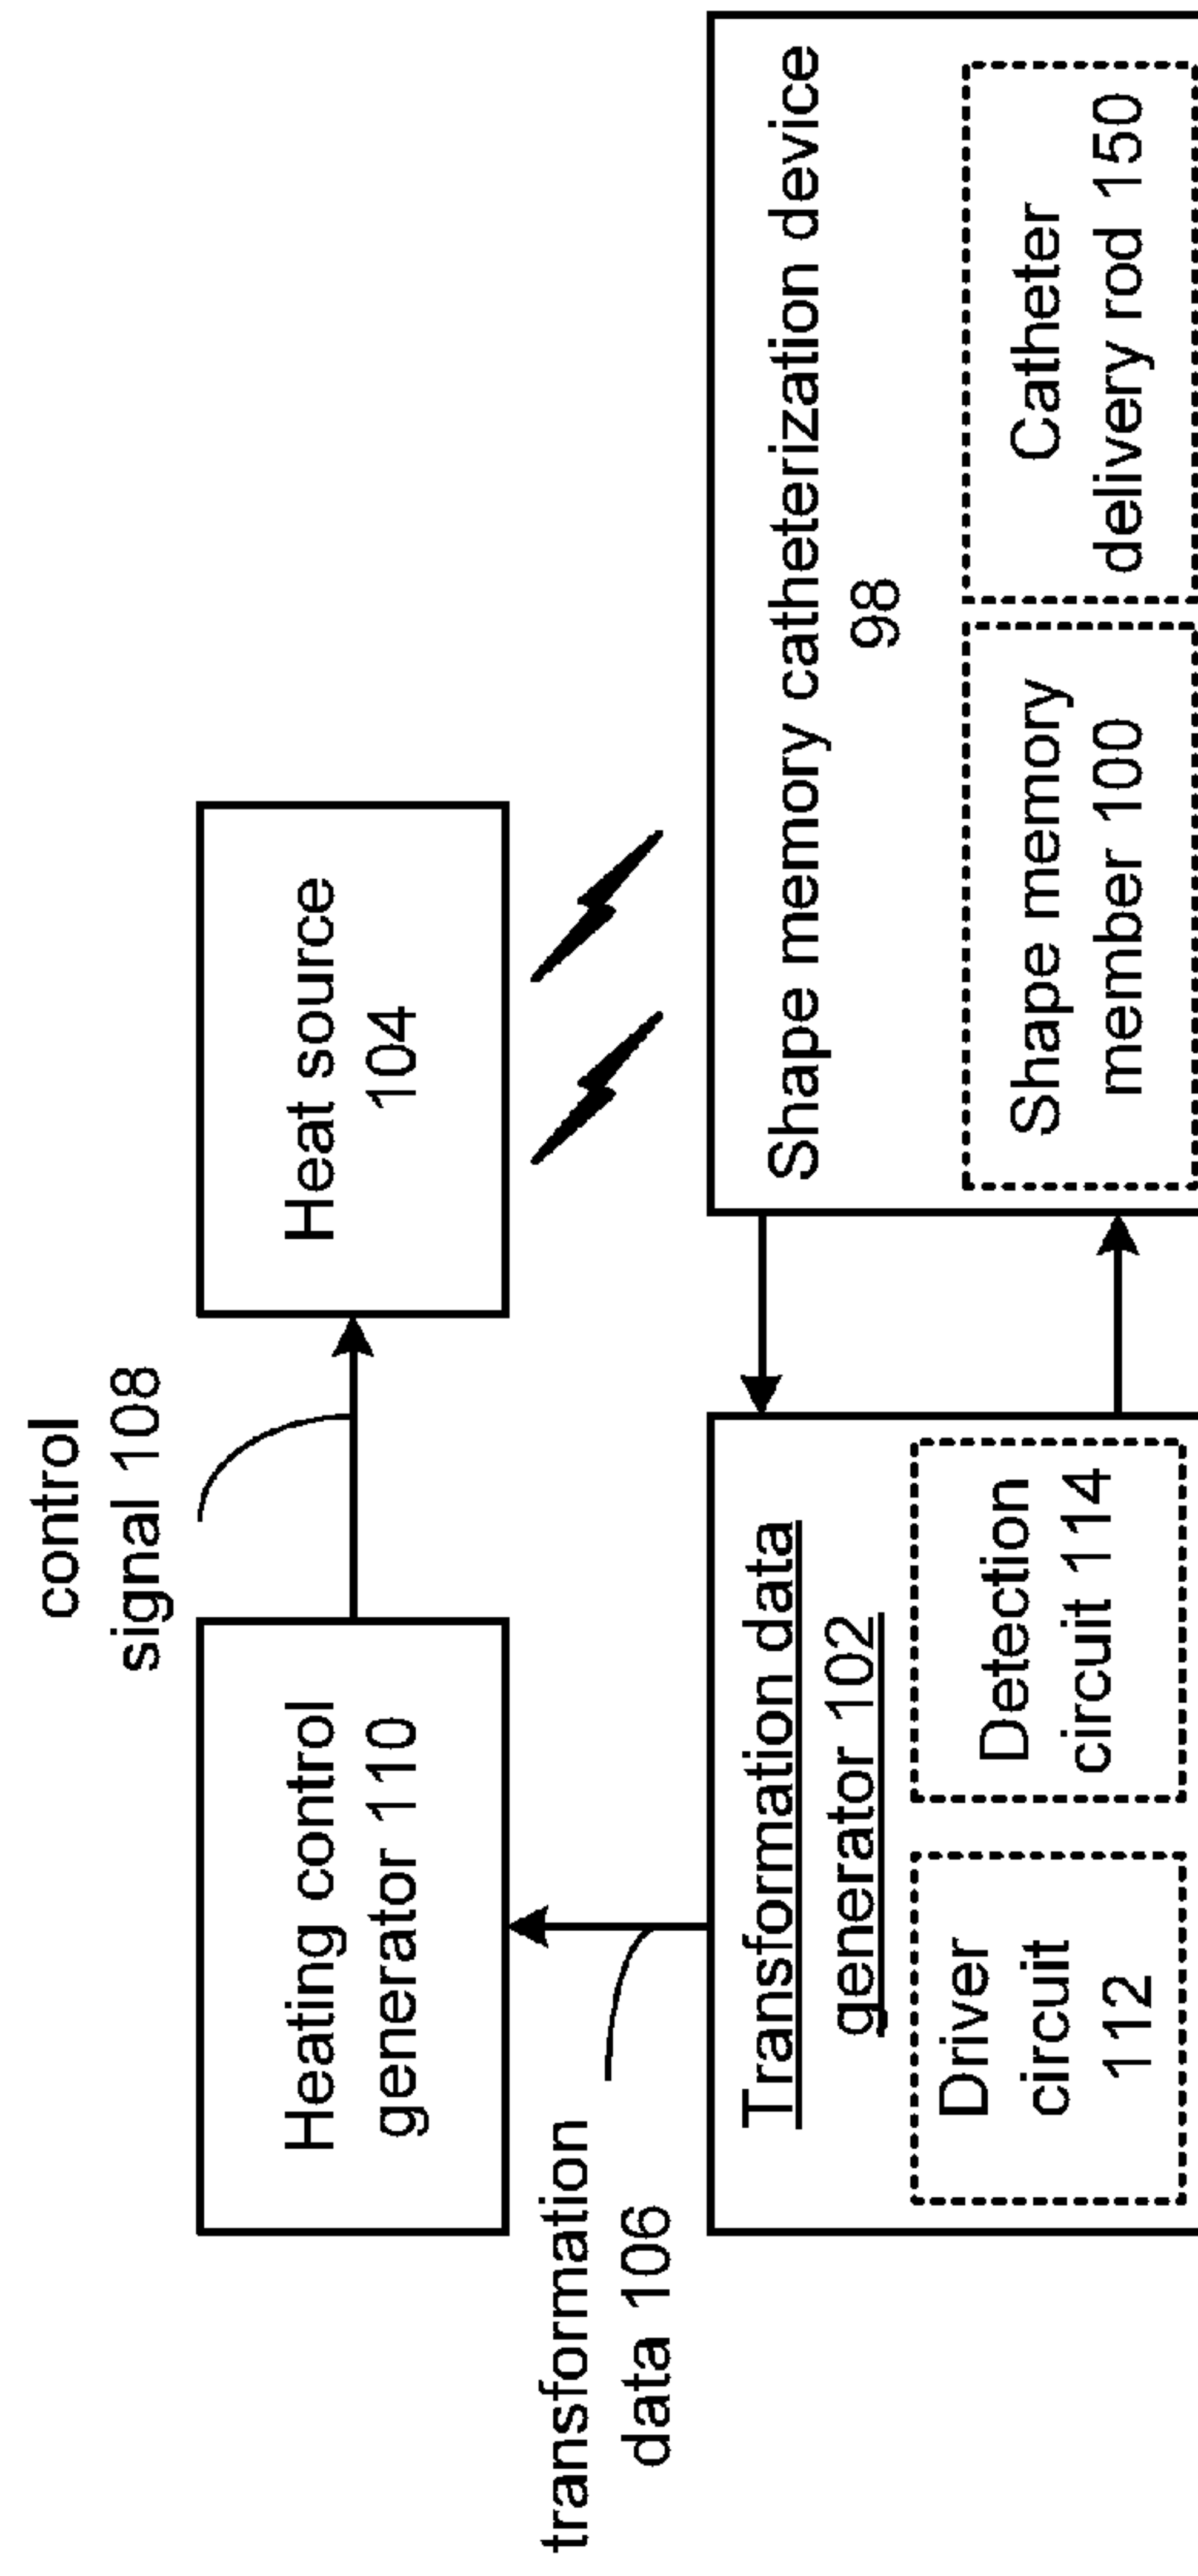 control
signal 108
Heating control
generator 110
Heat source
104
transformation
data 106
Transformation data
generator 102
Driver
circuit
112
Detection
circuit 114
Shape memory catheterization device
98
Shape memory
member 100
Catheter
delivery rod 150